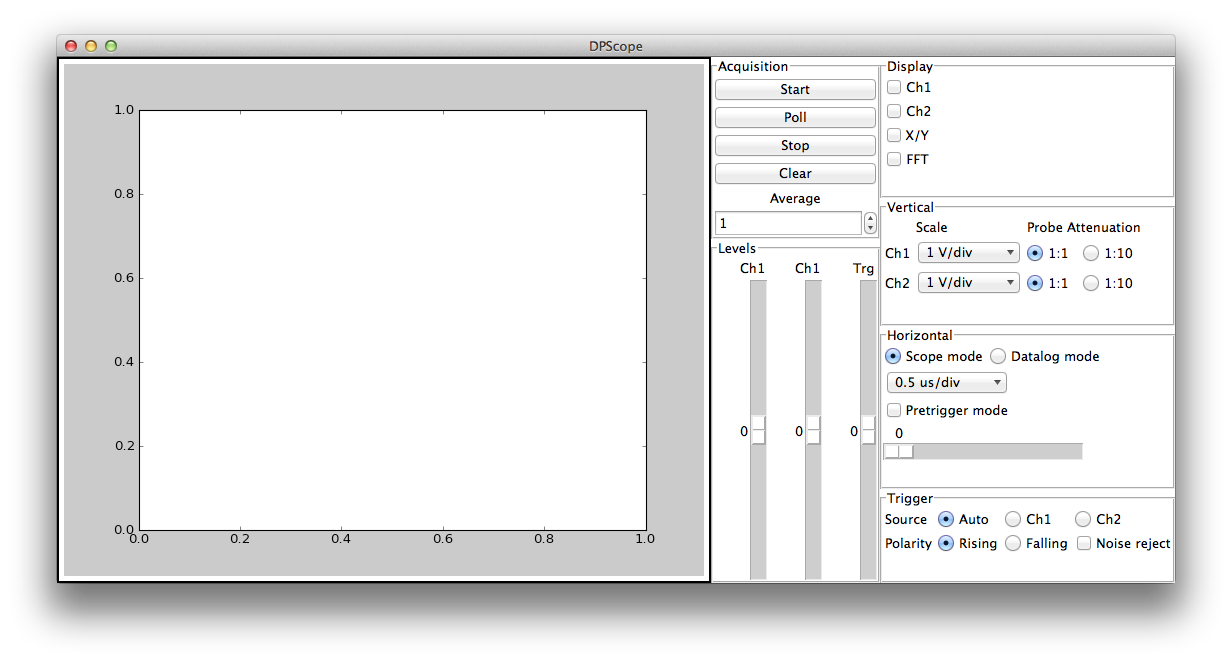 DPScope
1.0
0.8
0.6
0.4
0.2
0.0
0.0 0.2 0.4 0.6 0.8 1.0
Acquisition
Start
Poll
Stop
Clear
Average
1
Levels
Ch1 Ch1 Trg
0 0 0
Display
Ch1
Ch2
X/Y
FFT
Vertical
Scale Probe Attenuation
Ch1 1 V/div 1:1 1:10
Ch2 1 V/div 1:1 1:10
Horizontal
Scope mode Datalog mode
0.5 us/div
Pretrigger mode
0
Trigger
Source Auto Ch1 Ch2
Polarity Rising Falling Noise reject